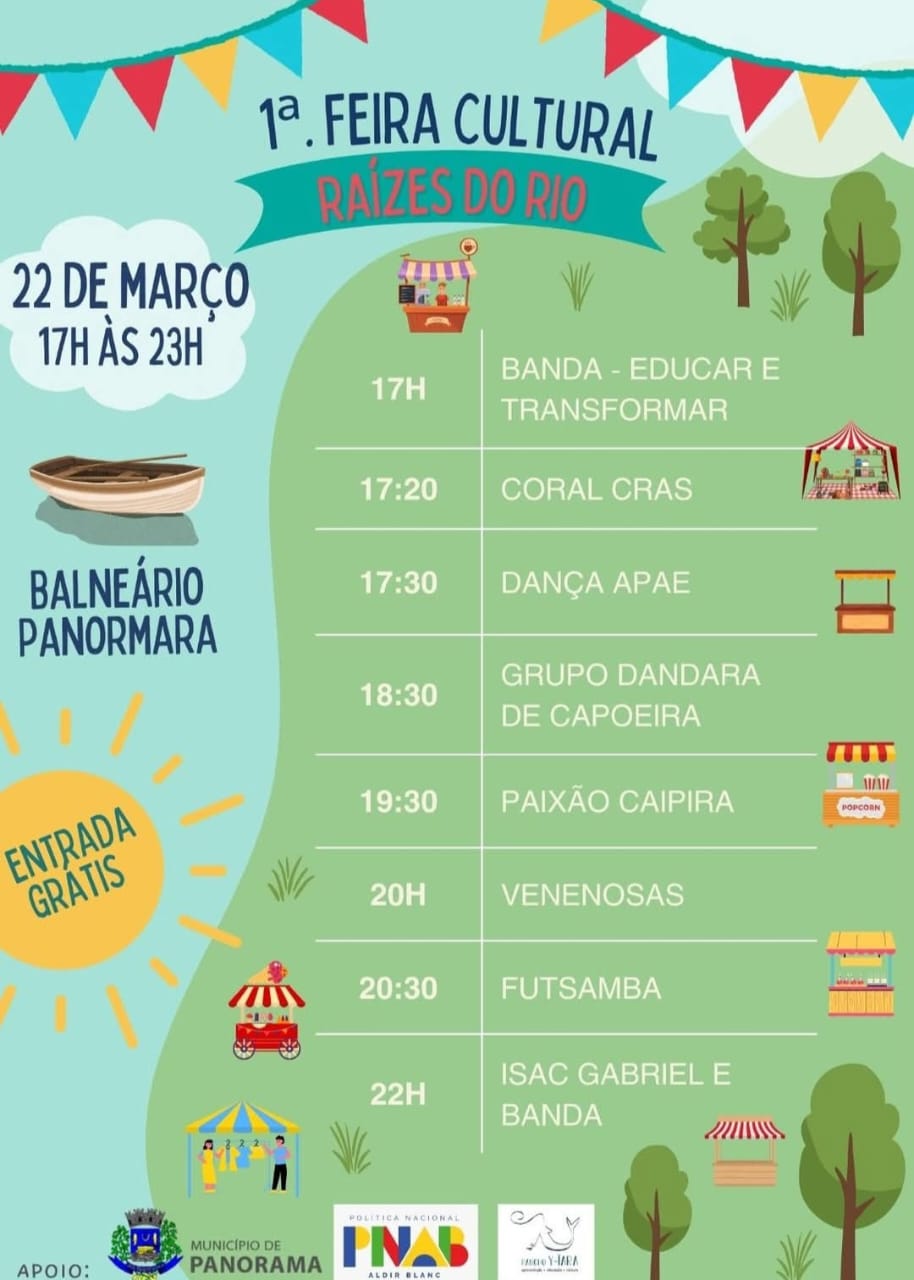 1ª. FEIRA CULTURAL
RAÍZES DO RIO
22 DE MARÇO
17H ÀS 23H
BALNEÁRIO
PANORMARA
ENTRADA
GRÁTIS
17H BANDA - EDUCAR E
TRANSFORMAR
17:20 CORAL CRAS
17:30 DANÇA APAE
18:30 GRUPO DANDARA
DE CAPOEIRA
19:30 PAIXÃO CAIPIRA
20H VENENOSAS
20:30 FUTSAMBA
22H ISAC GABRIEL E
BANDA
POPCORN
APOIO:
MUNICÍPIO DE
PANORAMA
POLÍTICA NACIONAL
PNAB
ALDIR BLANC
Y-IARA